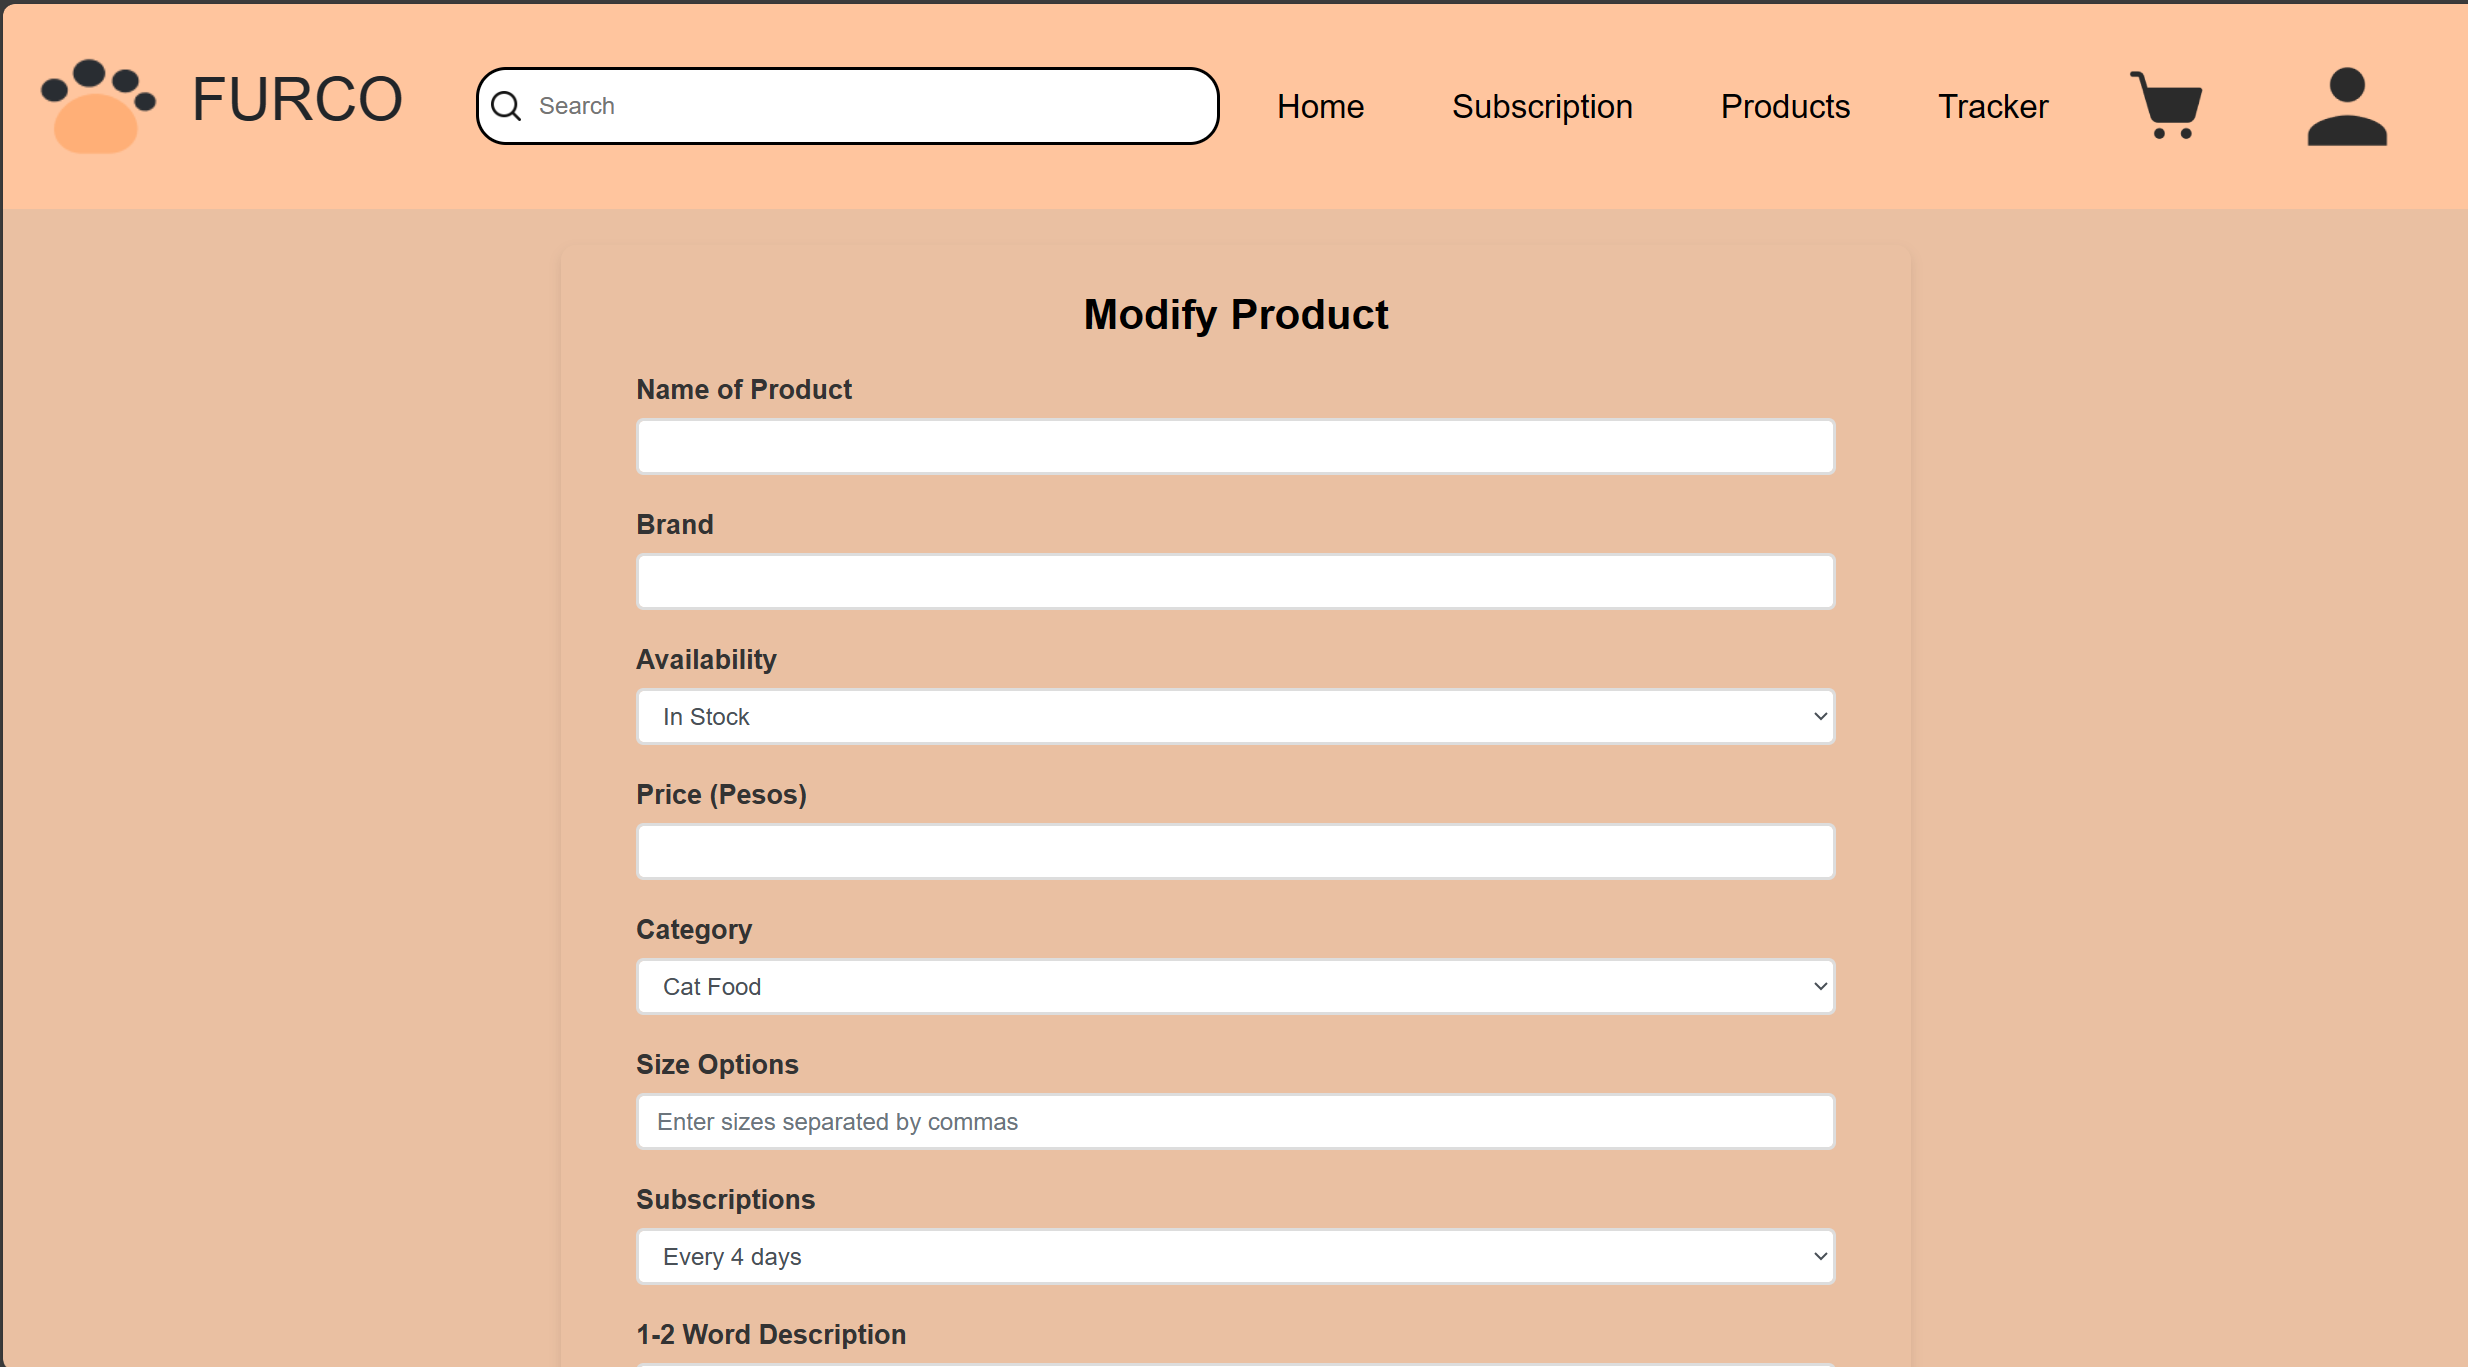 FURCO
Search
Home
Subscription
Products
Tracker
Modify Product
Name of Product
Brand
Availability
In Stock
Price (Pesos)
Category
Cat Food
Size Options
Enter sizes separated by commas
Subscriptions
Every 4 days
1-2 Word Description